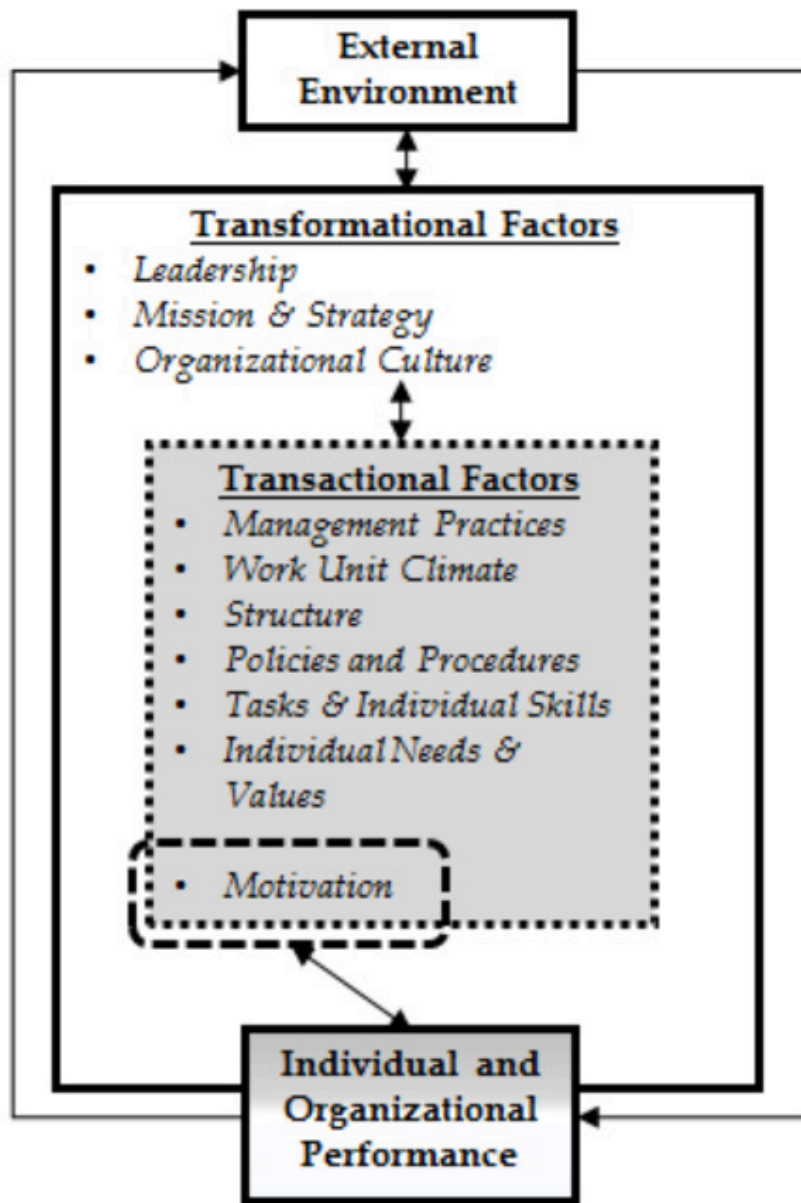 External
Environment
Transformational Factors
• Leadership
• Mission & Strategy
• Organizational Culture
Transactional Factors
• Management Practices
• Work Unit Climate
• Structure
• Policies and Procedures
• Tasks & Individual Skills
• Individual Needs &
Values
• Motivation
Individual and
Organizational
Performance